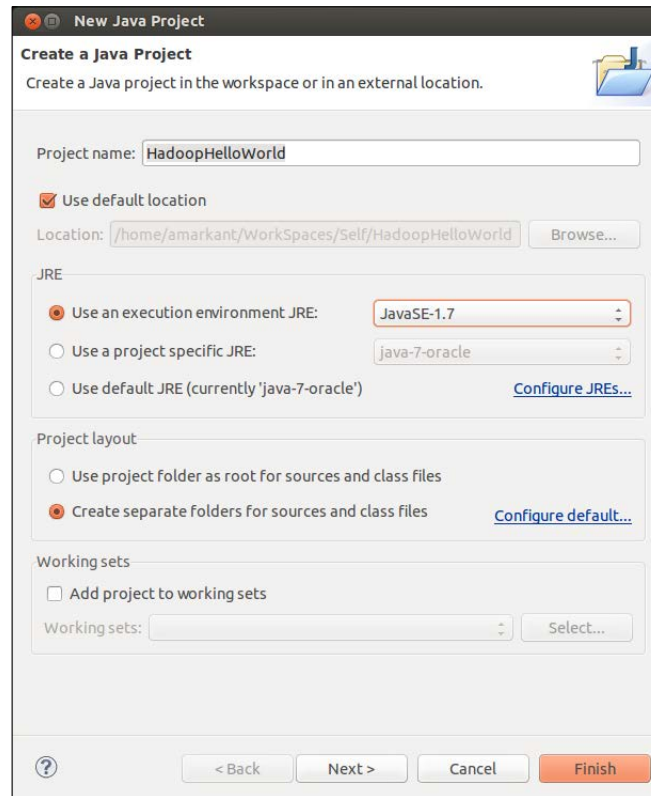 New Java Project
Create a Java Project
Create a Java project in the workspace or in an external location.
Project name: HadoopHelloWorld
Use default location
Location: /home/amarkant/WorkSpaces/Self/HadoopHelloWorld Browse...
JRE
Use an execution environment JRE: JavaSE-1.7
Use a project specific JRE: java-7-oracle
Use default JRE (currently 'java-7-oracle') Configure JREs...
Project layout
Use project folder as root for sources and class files
Create separate folders for sources and class files Configure default...
Working sets
Add project to working sets
Working sets: Select...
? < Back Next > Cancel Finish